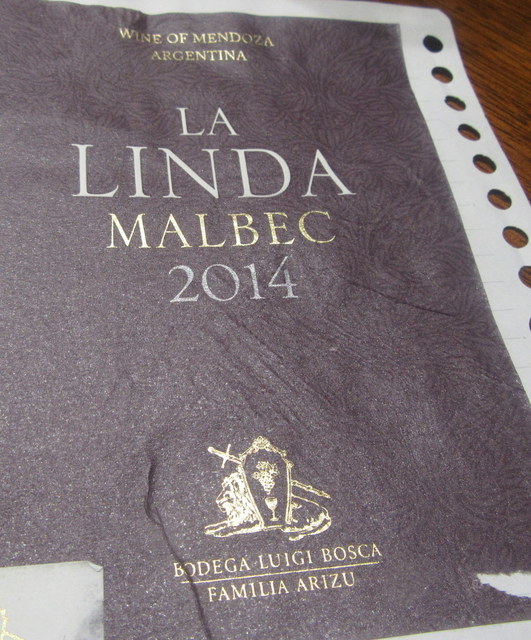 WINE OF MENDOZA
ARGENTINA
LA
LINDA
MALBEC
2014
BODEGA LUIGI BOSCA
FAMILIA ARIZU